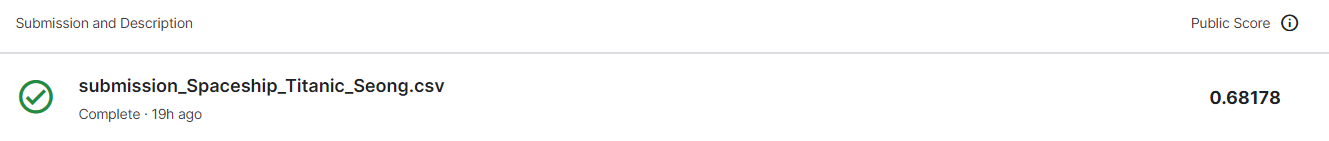 Submission and Description
Public Score
submission_Spaceship_Titanic_Seong.csv
0.68178
Complete · 19h ago